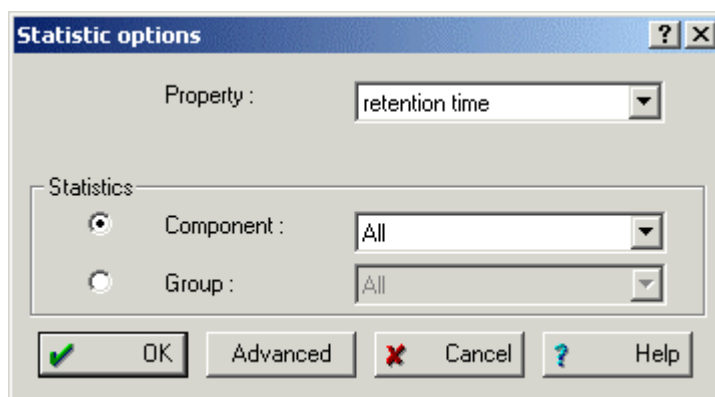 Statistic options
Property : retention time
Statistics
Component : All
Group : All
OK Advanced Cancel Help